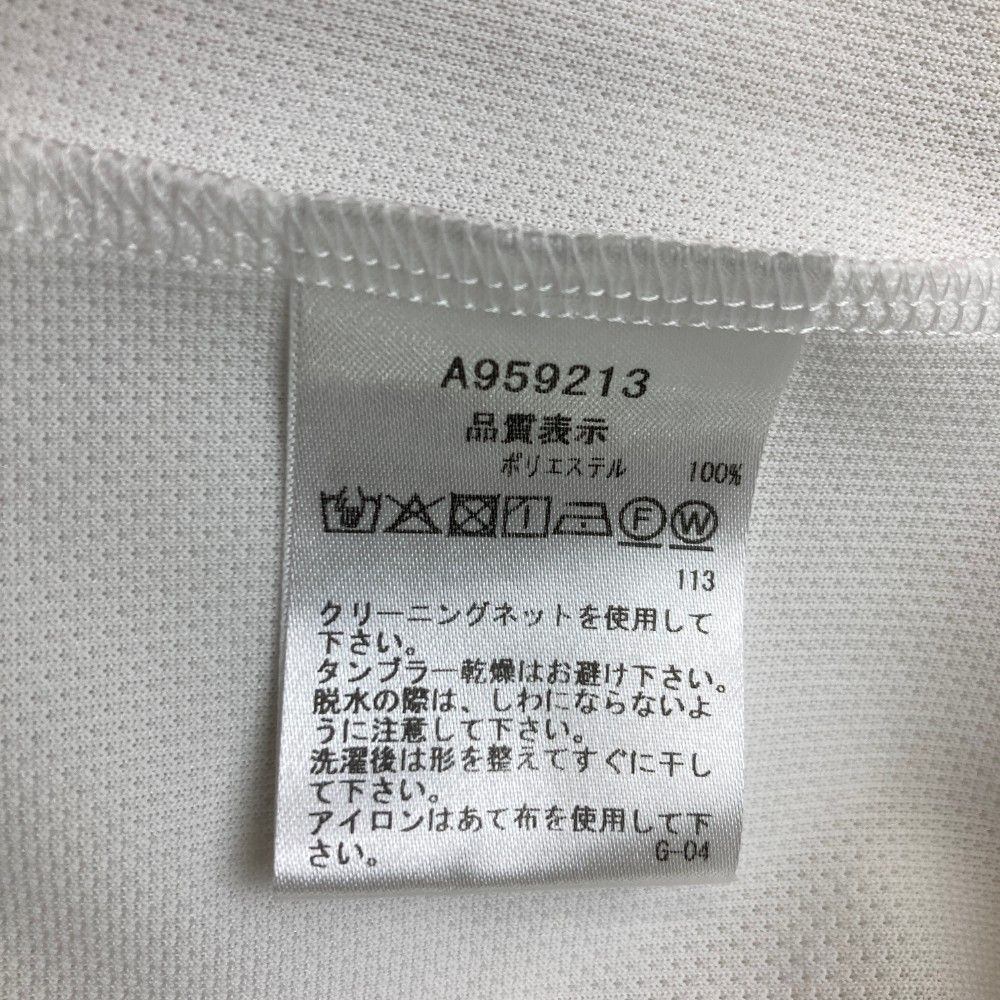 A959213
品質表示
ポリエステル 100%
F W
113
クリーニングネットを使用して
下さい。
タンブラー乾燥はお避け下さい。
脱水の際は、しわにならないよ
うに注意して下さい。
洗濯後は形を整えてすぐに干し
て下さい。
アイロンはあて布を使用して下
さい。 G-04